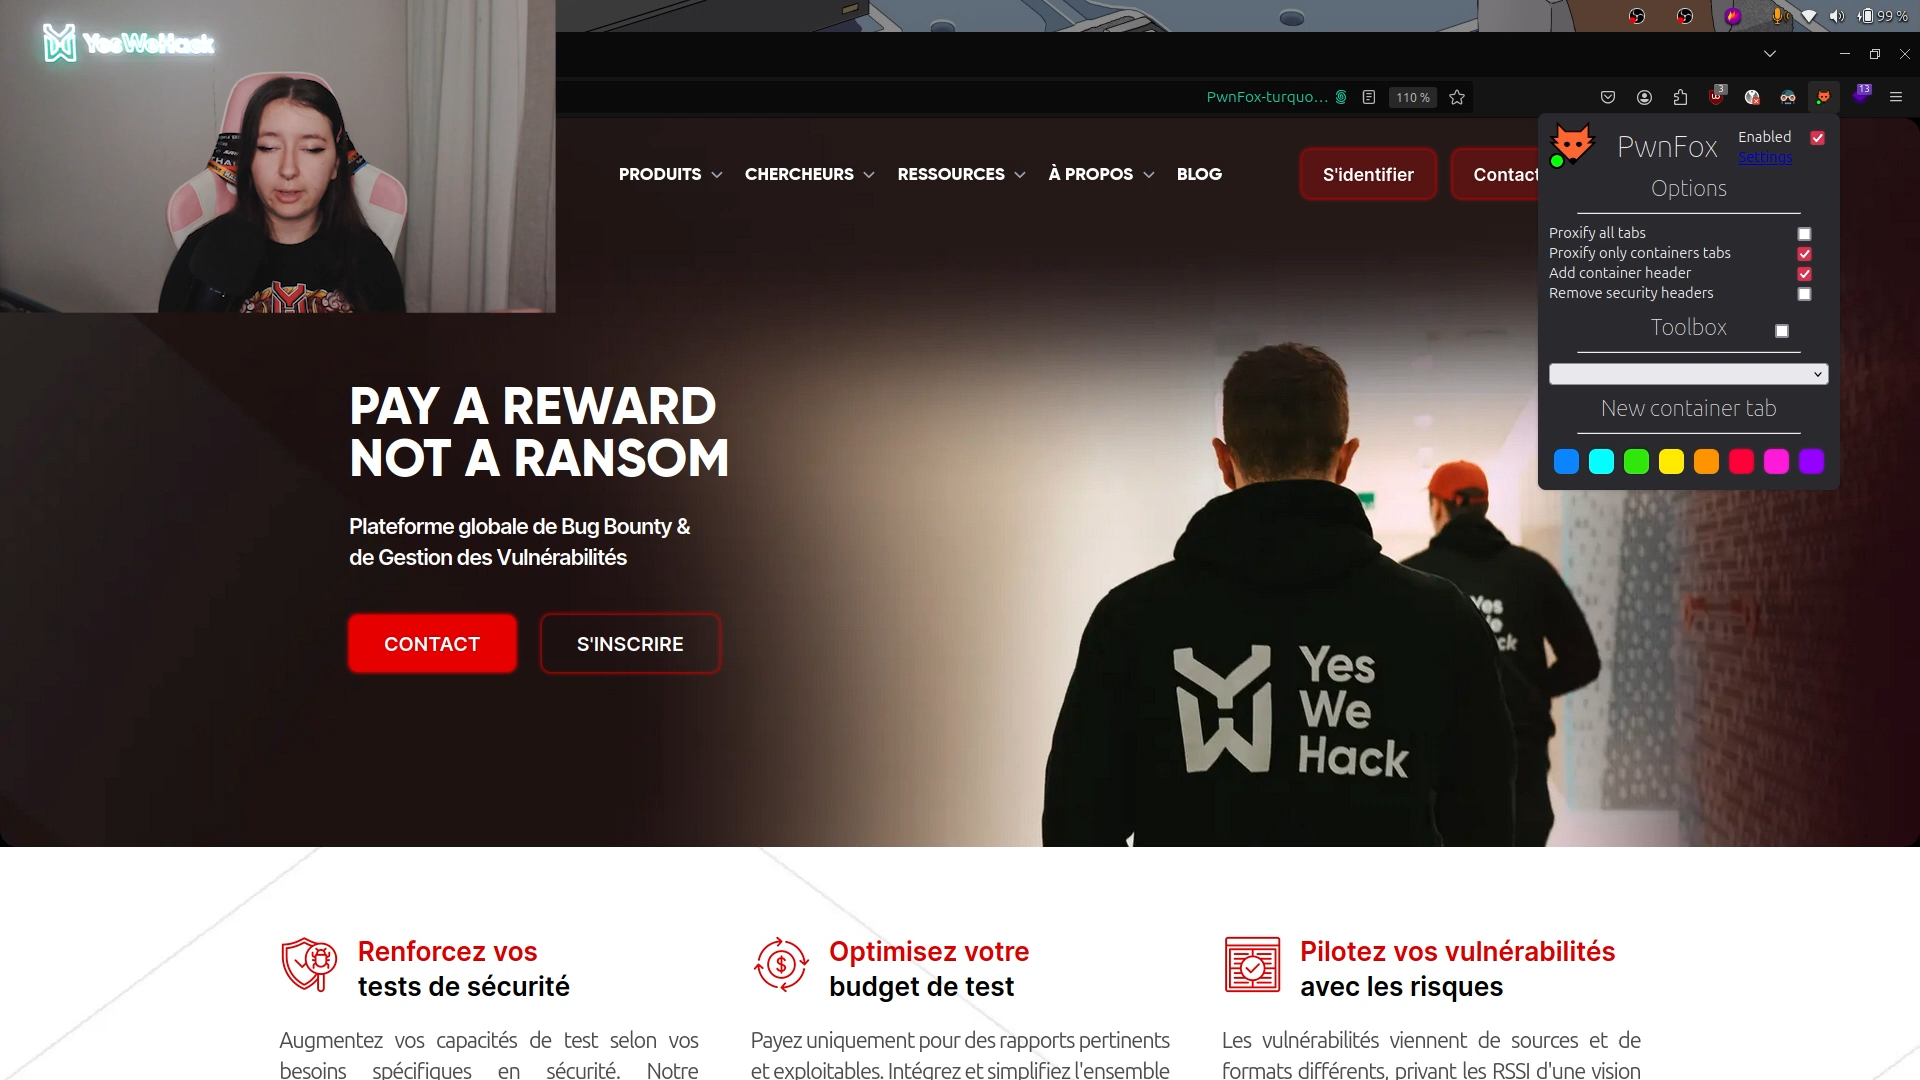 YesWeHack
99 %
PwnFox-turquo...
110 %
3
13
PRODUITS
CHERCHEURS
RESSOURCES
À PROPOS
BLOG
S'identifier
Contact
PwnFox
Enabled
Settings
Options
Proxify all tabs
Proxify only containers tabs
Add container header
Remove security headers
Toolbox
New container tab
PAY A REWARD
NOT A RANSOM
Plateforme globale de Bug Bounty &
de Gestion des Vulnérabilités
CONTACT
S'INSCRIRE
Yes
We
Hack
Renforcez vos
tests de sécurité
Augmentez vos capacités de test selon vos
besoins spécifiques en sécurité. Notre
Optimisez votre
budget de test
Payez uniquement pour des rapports pertinents
et exploitables. Intégrez et simplifiez l'ensemble
Pilotez vos vulnérabilités
avec les risques
Les vulnérabilités viennent de sources et de
formats différents, privant les RSSI d'une vision